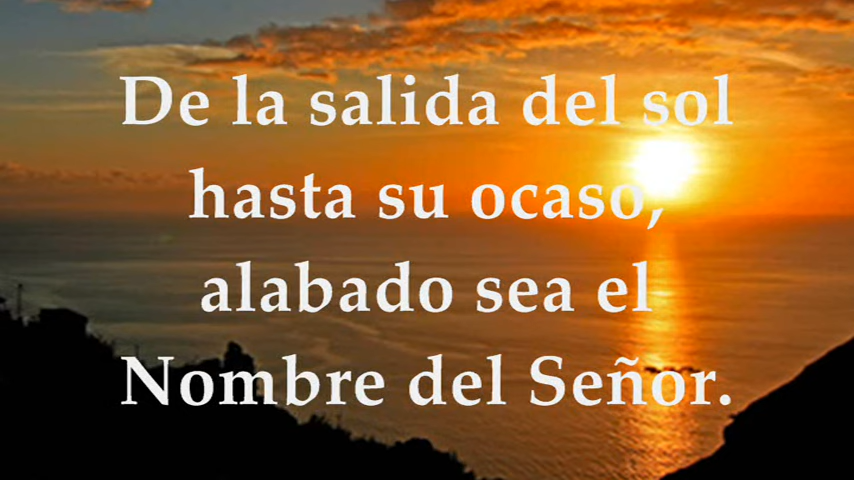 De la salida del sol
hasta su ocaso,
alabado sea el
Nombre del Señor.